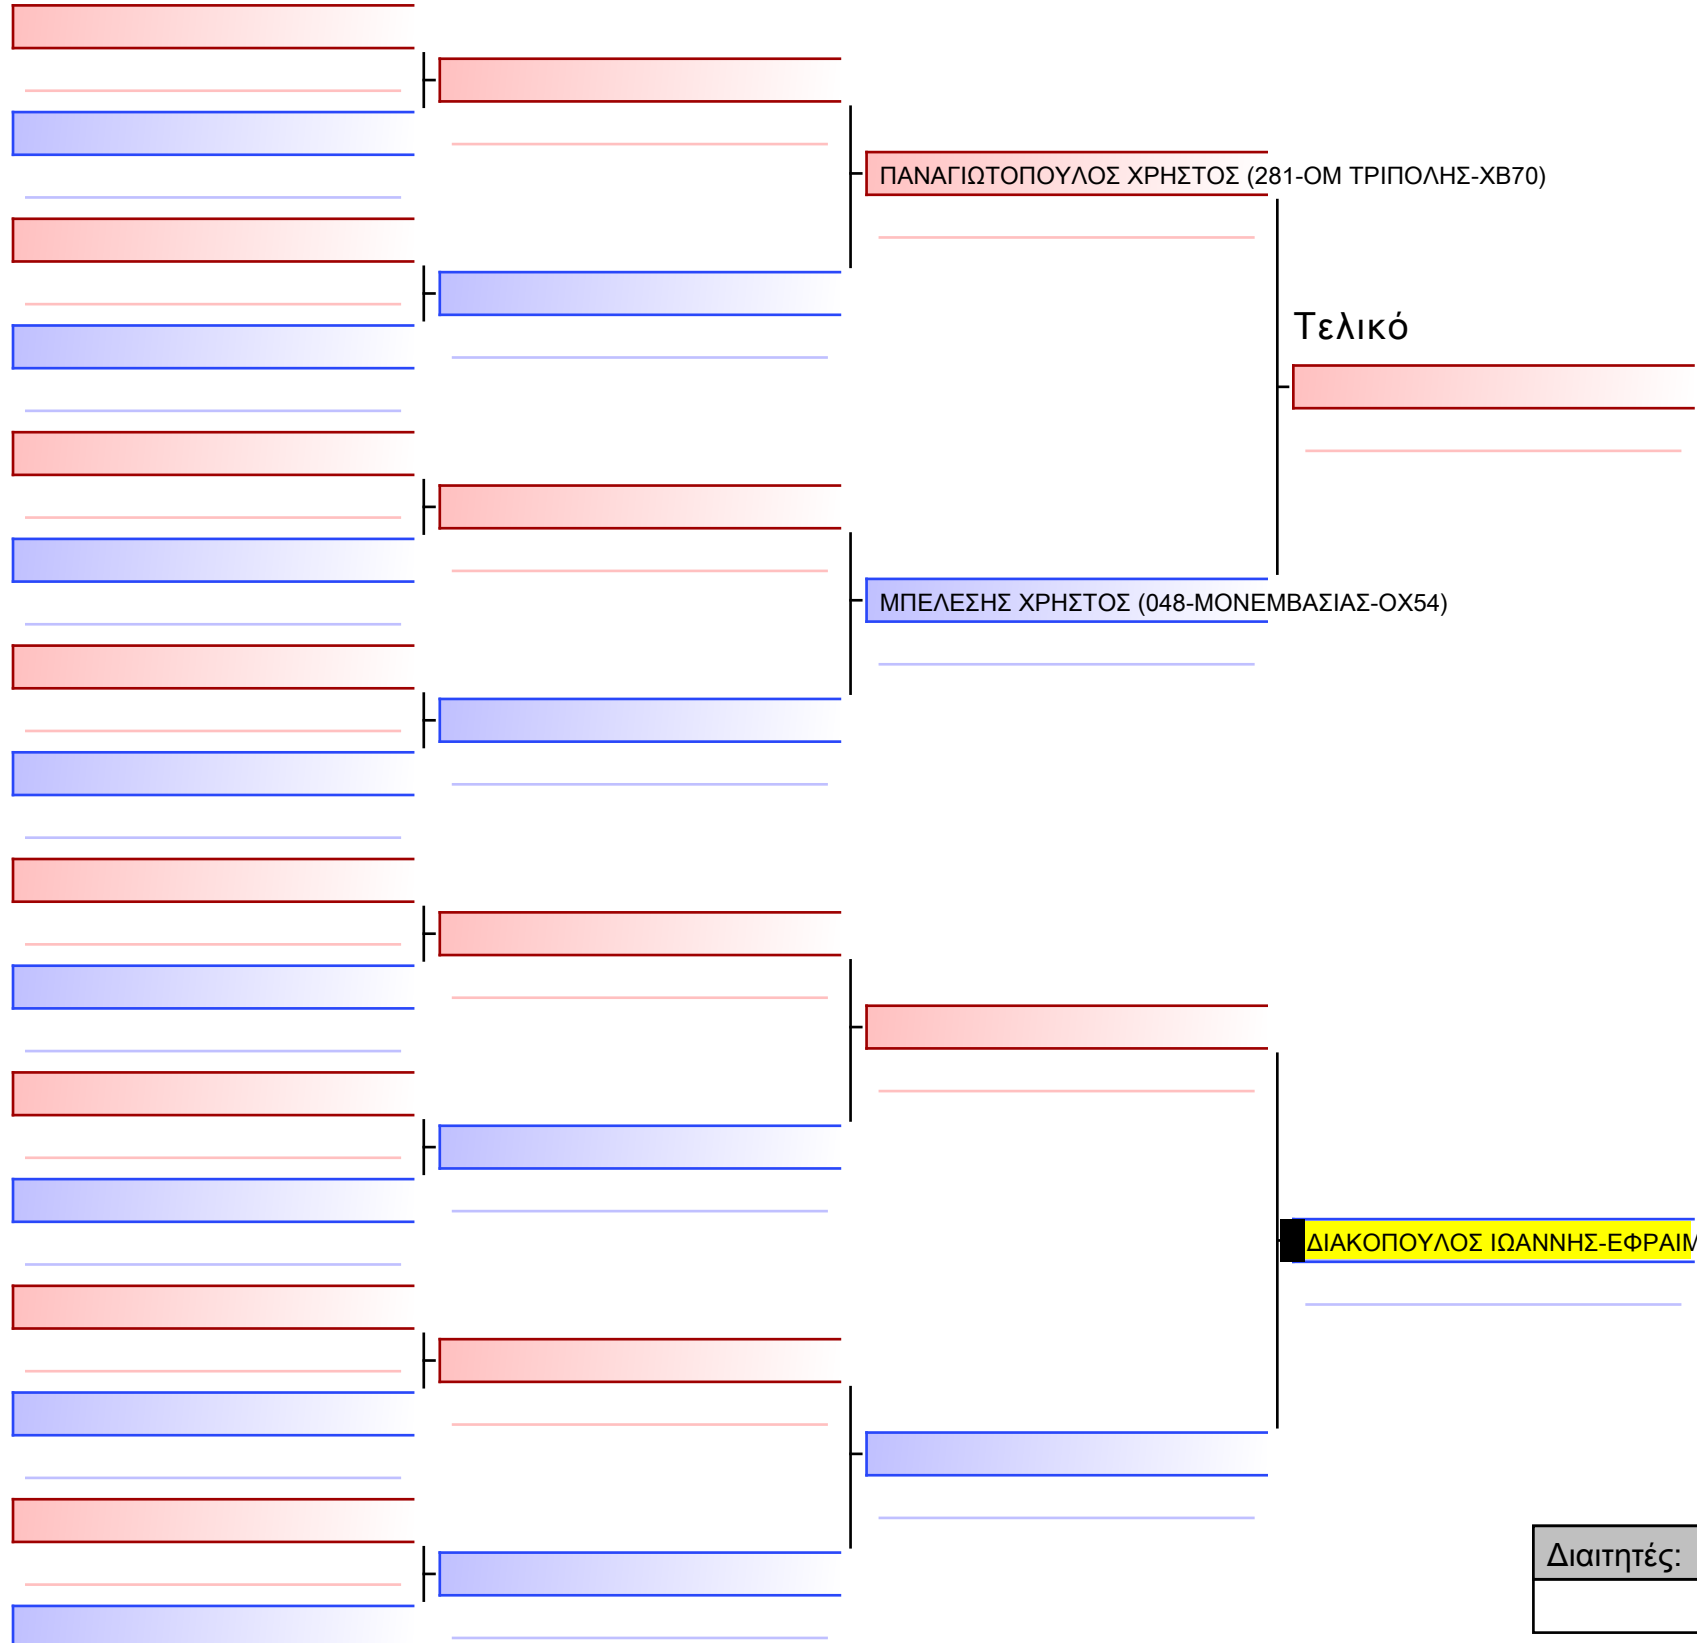 ΠΑΝΑΓΙΩΤΟΠΟΥΛΟΣ ΧΡΗΣΤΟΣ (281-ΟΜ ΤΡΙΠΟΛΗΣ-ΧΒ70)
Τελικό
ΜΠΕΛΕΣΗΣ ΧΡΗΣΤΟΣ (048-ΜΟΝΕΜΒΑΣΙΑΣ-ΟΧ54)
ΔΙΑΚΟΠΟΥΛΟΣ ΙΩΑΝΝΗΣ-ΕΦΡΑΙΜ
Διαιτητές: